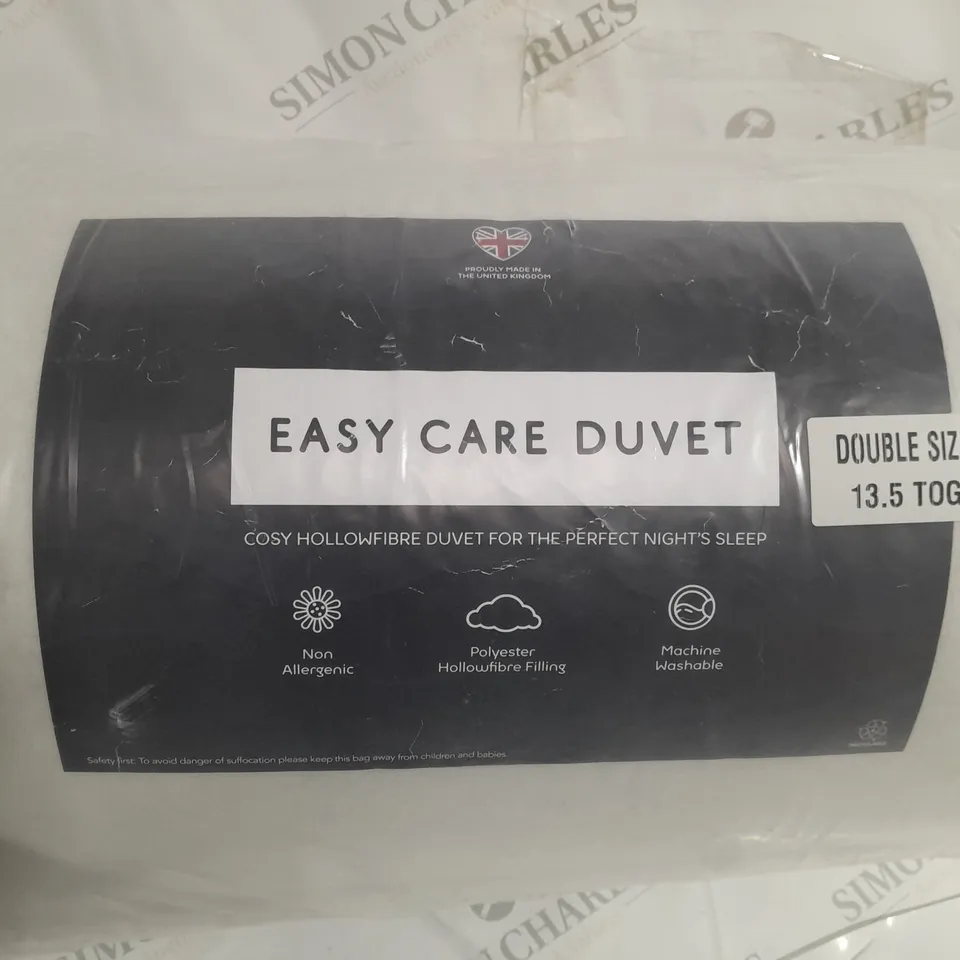 SIMON CHARLES
CHARLES
PROUDLY MADE IN
THE UNITED KINGDOM
EASY CARE DUVET
DOUBLE SIZ
13.5 TOG
COSY HOLLOWFIBRE DUVET FOR THE PERFECT NIGHT'S SLEEP
Non
Allergenic
Polyester
Hollowfibre Filling
Machine
Washable
Safety first: To avoid danger of suffocation please keep this bag away from children and babies.
SIMON CHARLES
SIMON